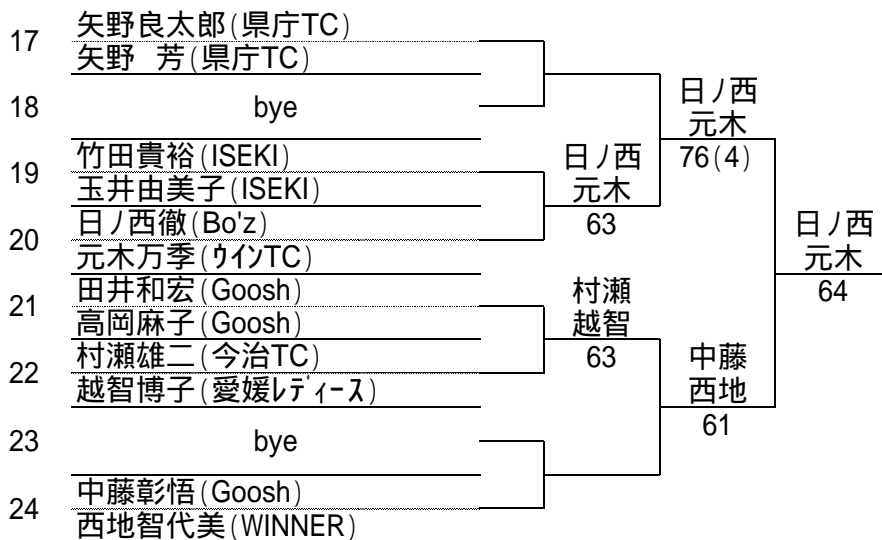 17
矢野良太郎(県庁TC)
矢野 芳(県庁TC)
18
bye
19
竹田貴裕(ISEKI)
玉井由美子(ISEKI)
20
日ノ西徹(Bo'z)
元木万季(ウインTC)
21
田井和宏(Goosh)
高岡麻子(Goosh)
22
村瀬雄二(今治TC)
越智博子(愛媛レディース)
23
bye
24
中藤彰悟(Goosh)
西地智代美(WINNER)
日ノ西
元木
63
村瀬
越智
63
日ノ西
元木
76(4)
中藤
西地
61
日ノ西
元木
64